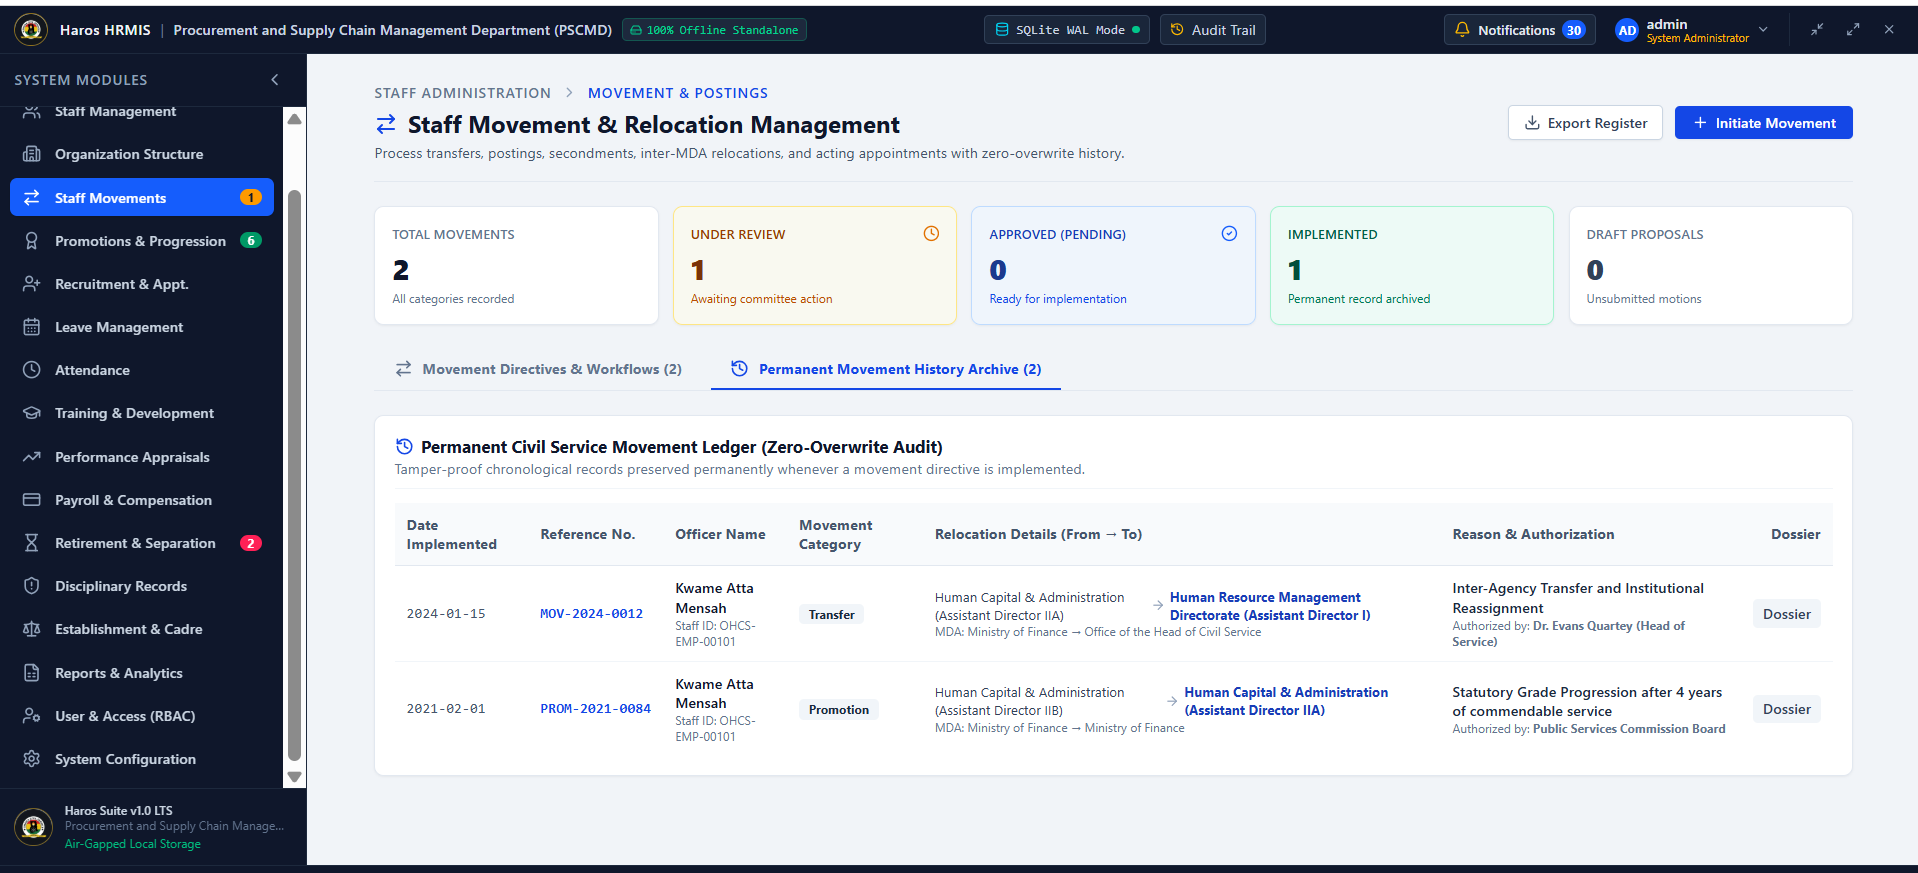 Haros HRMIS | Procurement and Supply Chain Management Department (PSCMD) 100% Offline Standalone SQLite WAL Mode Audit Trail Notifications 30 AD admin
System Administrator
SYSTEM MODULES
Staff Management
Organization Structure
Staff Movements 1
Promotions & Progression 6
Recruitment & Appt.
Leave Management
Attendance
Training & Development
Performance Appraisals
Payroll & Compensation
Retirement & Separation 2
Disciplinary Records
Establishment & Cadre
Reports & Analytics
User & Access (RBAC)
System Configuration
Haros Suite v1.0 LTS
Procurement and Supply Chain Manage...
Air-Gapped Local Storage
STAFF ADMINISTRATION > MOVEMENT & POSTINGS
Staff Movement & Relocation Management
Process transfers, postings, secondments, inter-MDA relocations, and acting appointments with zero-overwrite history.
Export Register
Initiate Movement
TOTAL MOVEMENTS
2
All categories recorded
UNDER REVIEW
1
Awaiting committee action
APPROVED (PENDING)
0
Ready for implementation
IMPLEMENTED
1
Permanent record archived
DRAFT PROPOSALS
0
Unsubmitted motions
Movement Directives & Workflows (2)
Permanent Movement History Archive (2)
Permanent Civil Service Movement Ledger (Zero-Overwrite Audit)
Tamper-proof chronological records preserved permanently whenever a movement directive is implemented.
Date
Implemented
Reference No.
Officer Name
Movement
Category
Relocation Details (From → To)
Reason & Authorization
Dossier
2024-01-15
MOV-2024-0012
Kwame Atta
Mensah
Staff ID: OHCS-
EMP-00101
Transfer
Human Capital & Administration
(Assistant Director IIA)
→
Human Resource Management
Directorate (Assistant Director I)
MDA: Ministry of Finance → Office of the Head of Civil Service
Inter-Agency Transfer and Institutional
Reassignment
Authorized by: Dr. Evans Quartey (Head of
Service)
Dossier
2021-02-01
PROM-2021-0084
Kwame Atta
Mensah
Staff ID: OHCS-
EMP-00101
Promotion
Human Capital & Administration
(Assistant Director IIB)
→
Human Capital & Administration
(Assistant Director IIA)
MDA: Ministry of Finance → Ministry of Finance
Statutory Grade Progression after 4 years
of commendable service
Authorized by: Public Services Commission Board
Dossier